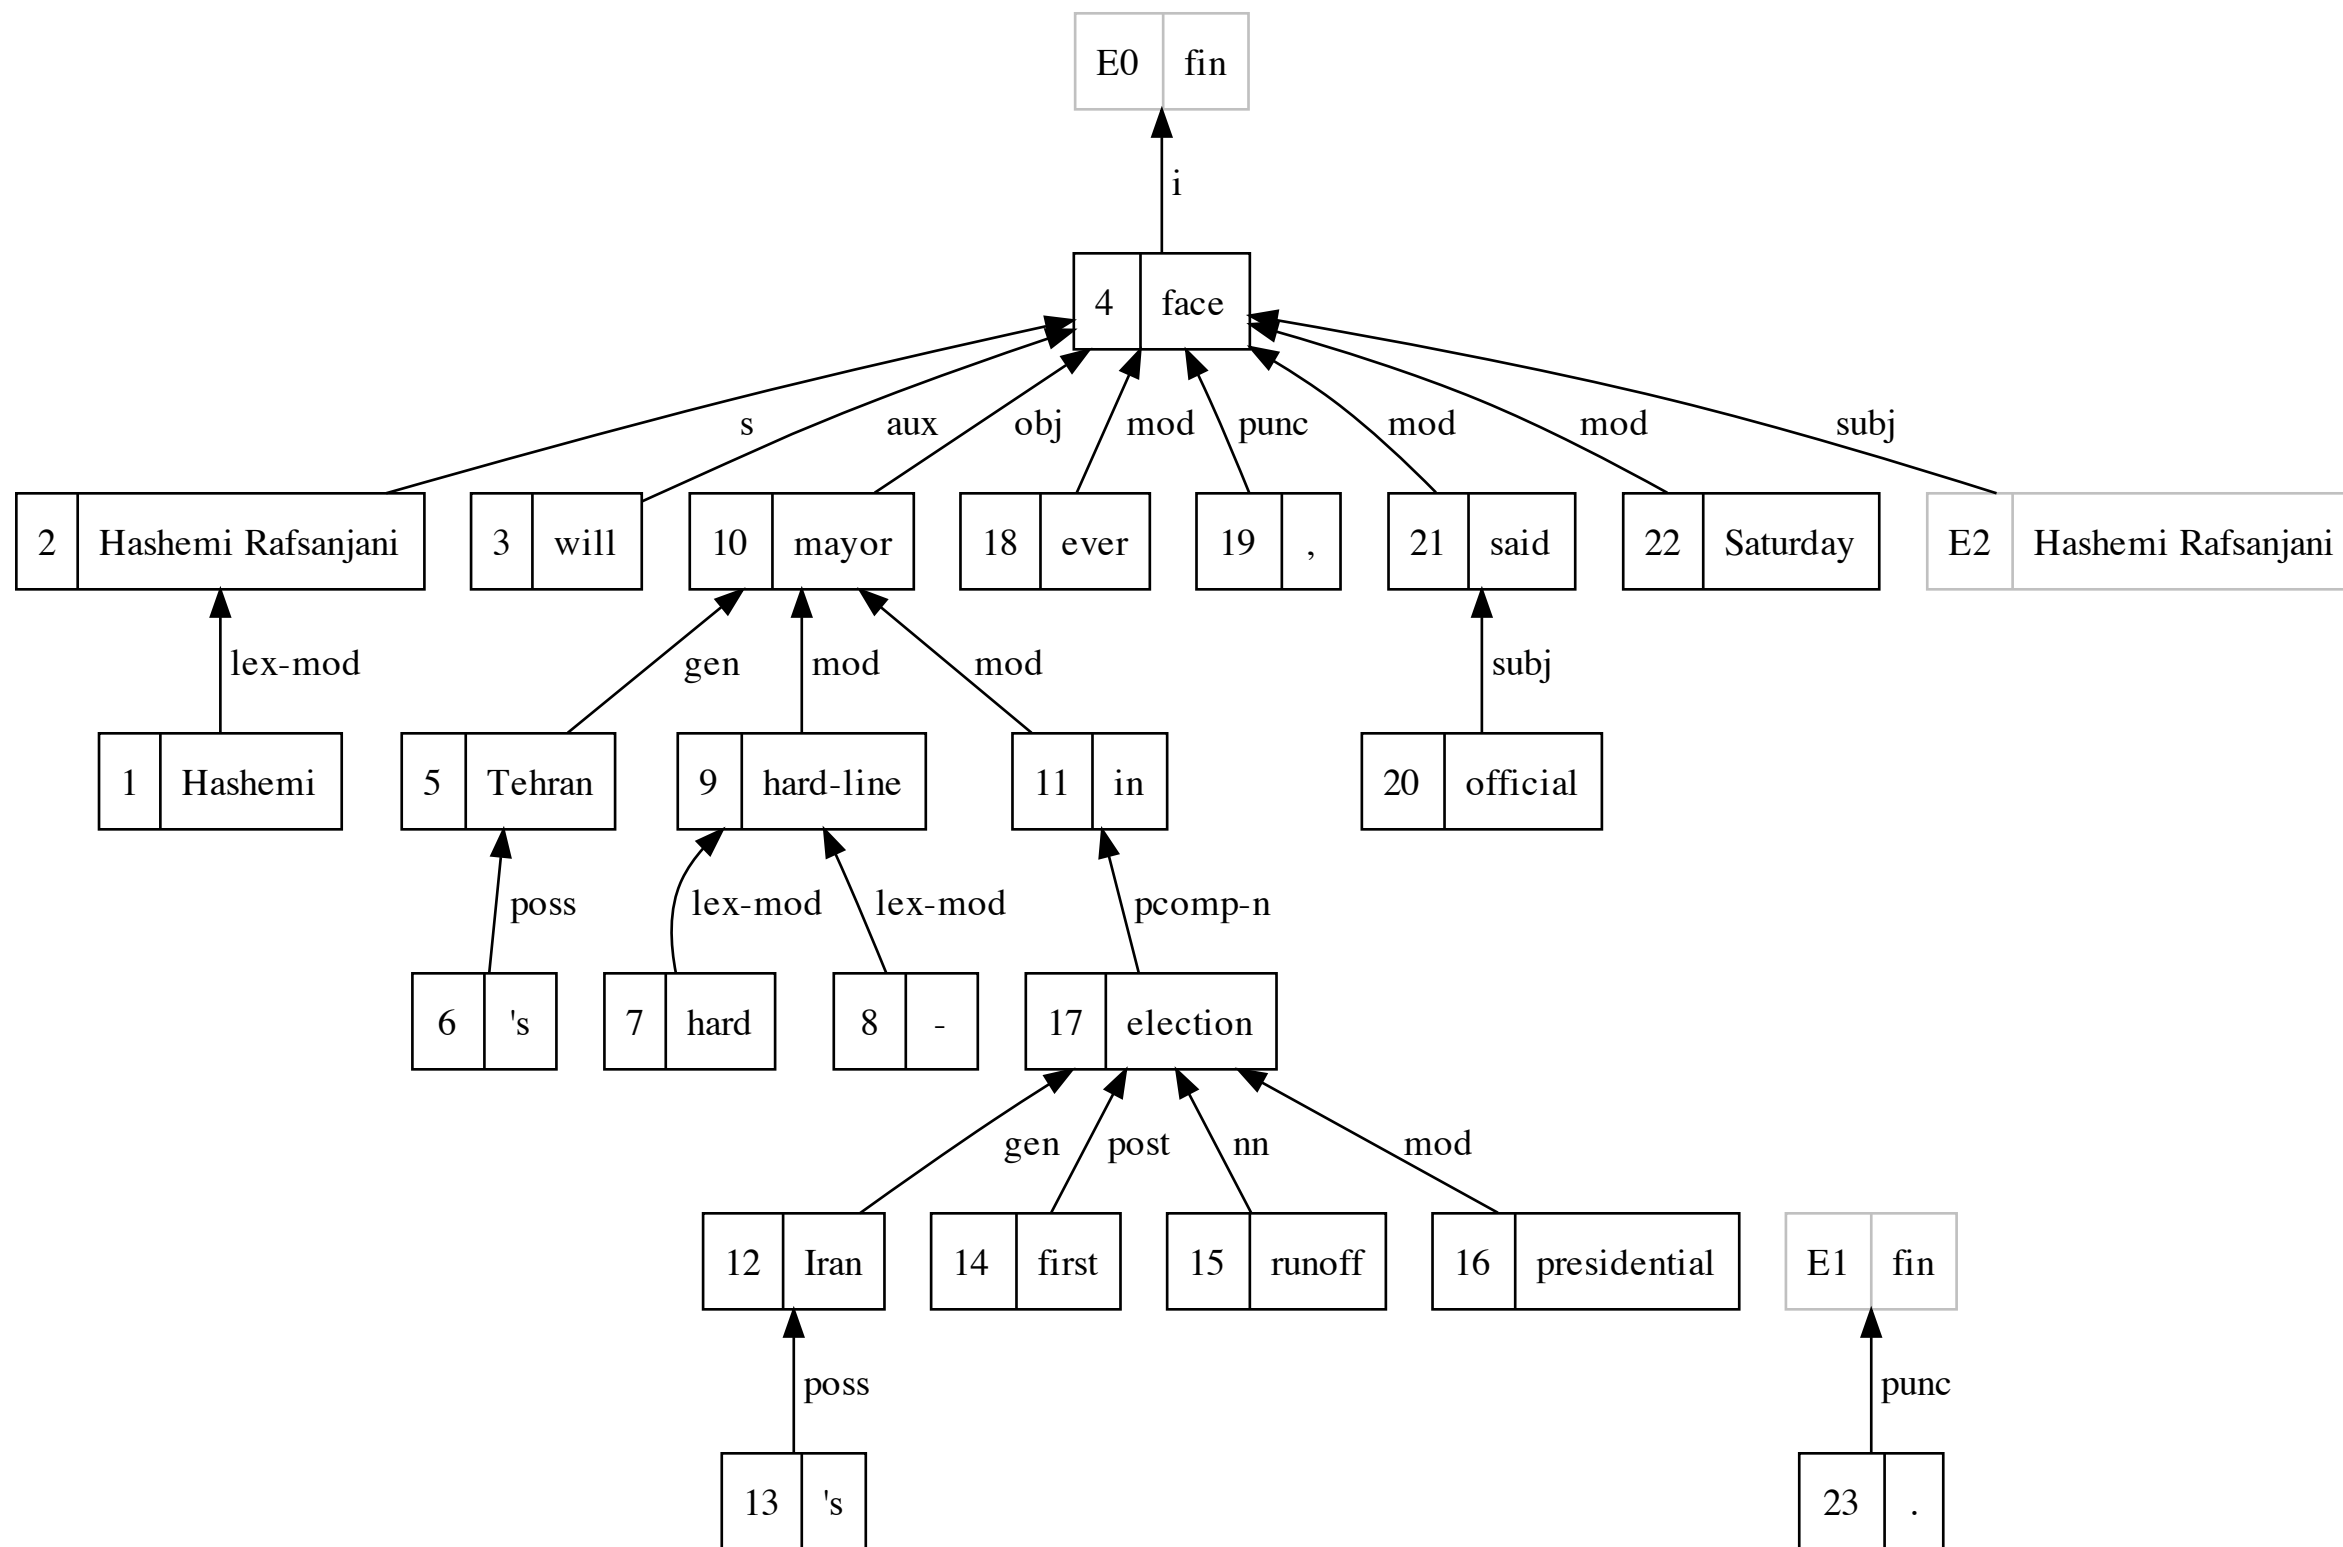 E0 fin
i
4 face
s aux obj mod punc mod mod subj
2 Hashemi Rafsanjani 3 will 10 mayor 18 ever 19 , 21 said 22 Saturday E2 Hashemi Rafsanjani
lex-mod gen mod mod subj
1 Hashemi 5 Tehran 9 hard-line 11 in 20 official
poss lex-mod lex-mod pcomp-n
6 's 7 hard 8 - 17 election
gen post nn mod
12 Iran 14 first 15 runoff 16 presidential E1 fin
poss punc
13 's 23 .